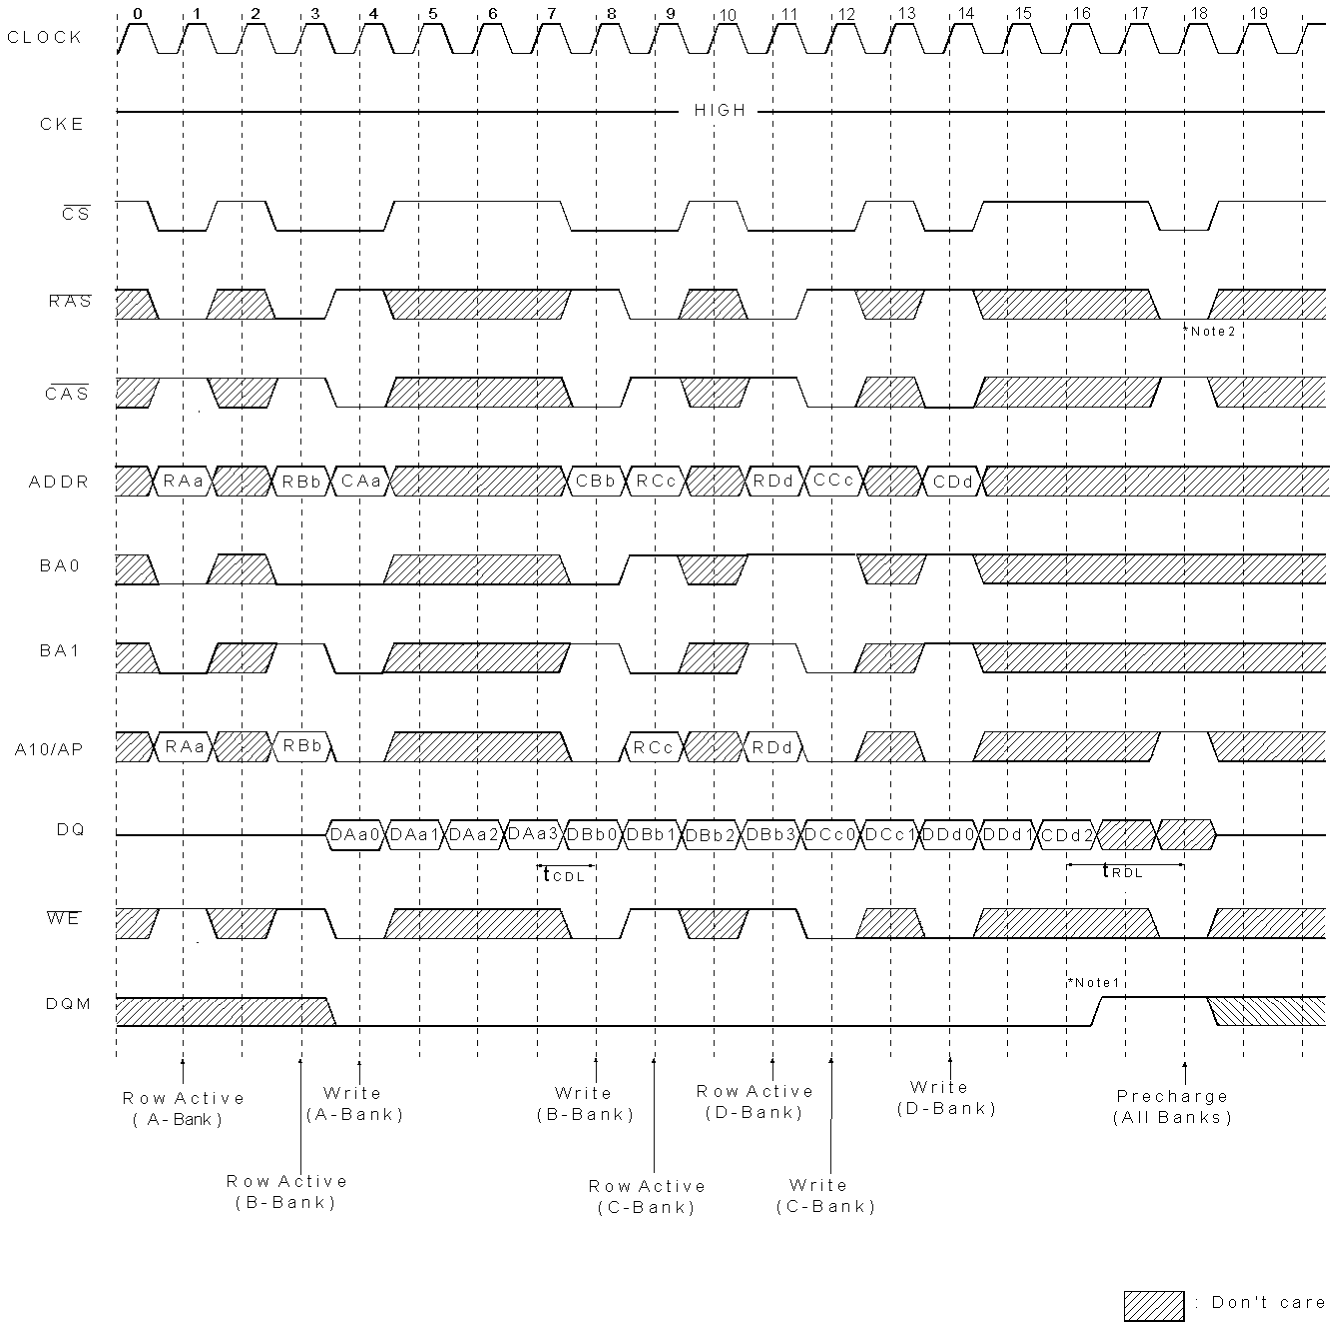 0 1 2 3 4 5 6 7 8 9 10 11 12 13 14 15 16 17 18 19
CLOCK
HIGH
CKE
CS
RAS
*Note2
CAS
ADDR RAa RBb CAa CBb RCc RDd CCc CDd
BA0
BA1
A10/AP RAa RBb RCc RDd
DQ DAa0 DAa1 DAa2 DAa3 DBb0 DBb1 DBb2 DBb3 DCc0 DCc1 DDd0 DDd1 CDd2
tCDL tRDL
WE
*Note1
DQM
Row Active
(A-Bank)
Write
(A-Bank)
Write
(B-Bank)
Row Active
(D-Bank)
Write
(D-Bank)
Precharge
(All Banks)
Row Active
(B-Bank)
Row Active
(C-Bank)
Write
(C-Bank)
: Don't care